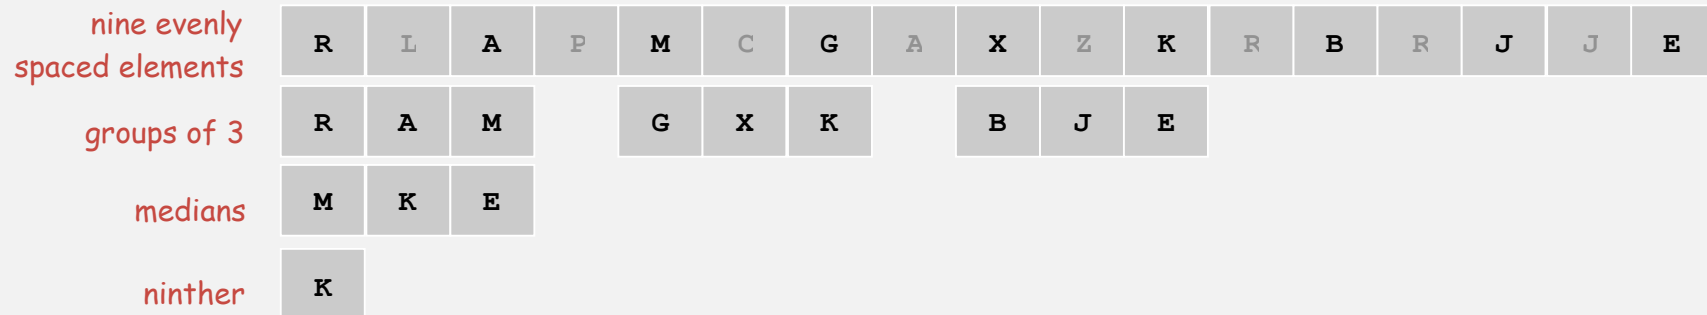 nine evenly
spaced elements
R L A P M C G A X Z K R B R J J E
groups of 3
R A M G X K B J E
medians
M K E
ninther
K